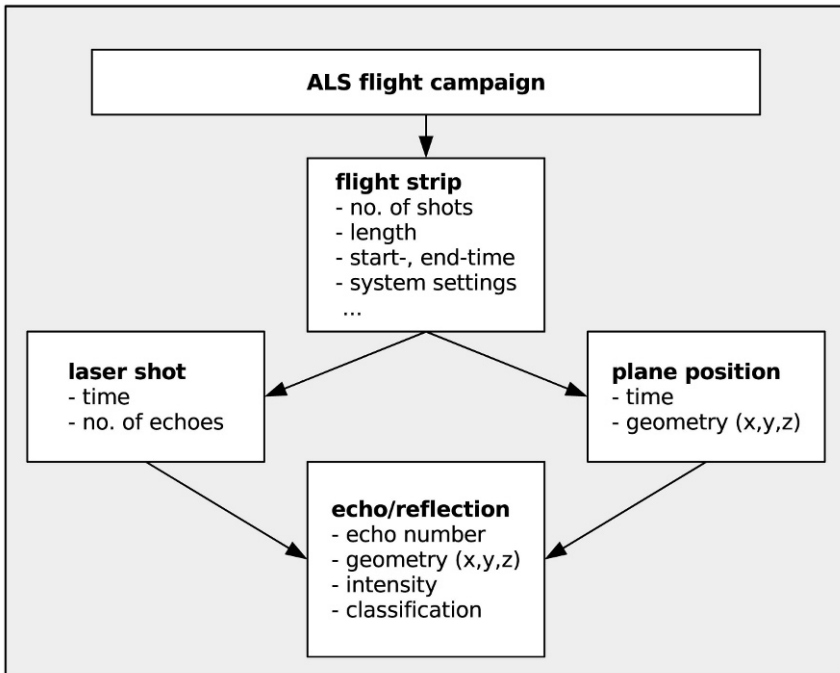 ALS flight campaign
flight strip
- no. of shots
- length
- start-, end-time
- system settings
...
laser shot
- time
- no. of echoes
plane position
- time
- geometry (x,y,z)
echo/reflection
- echo number
- geometry (x,y,z)
- intensity
- classification